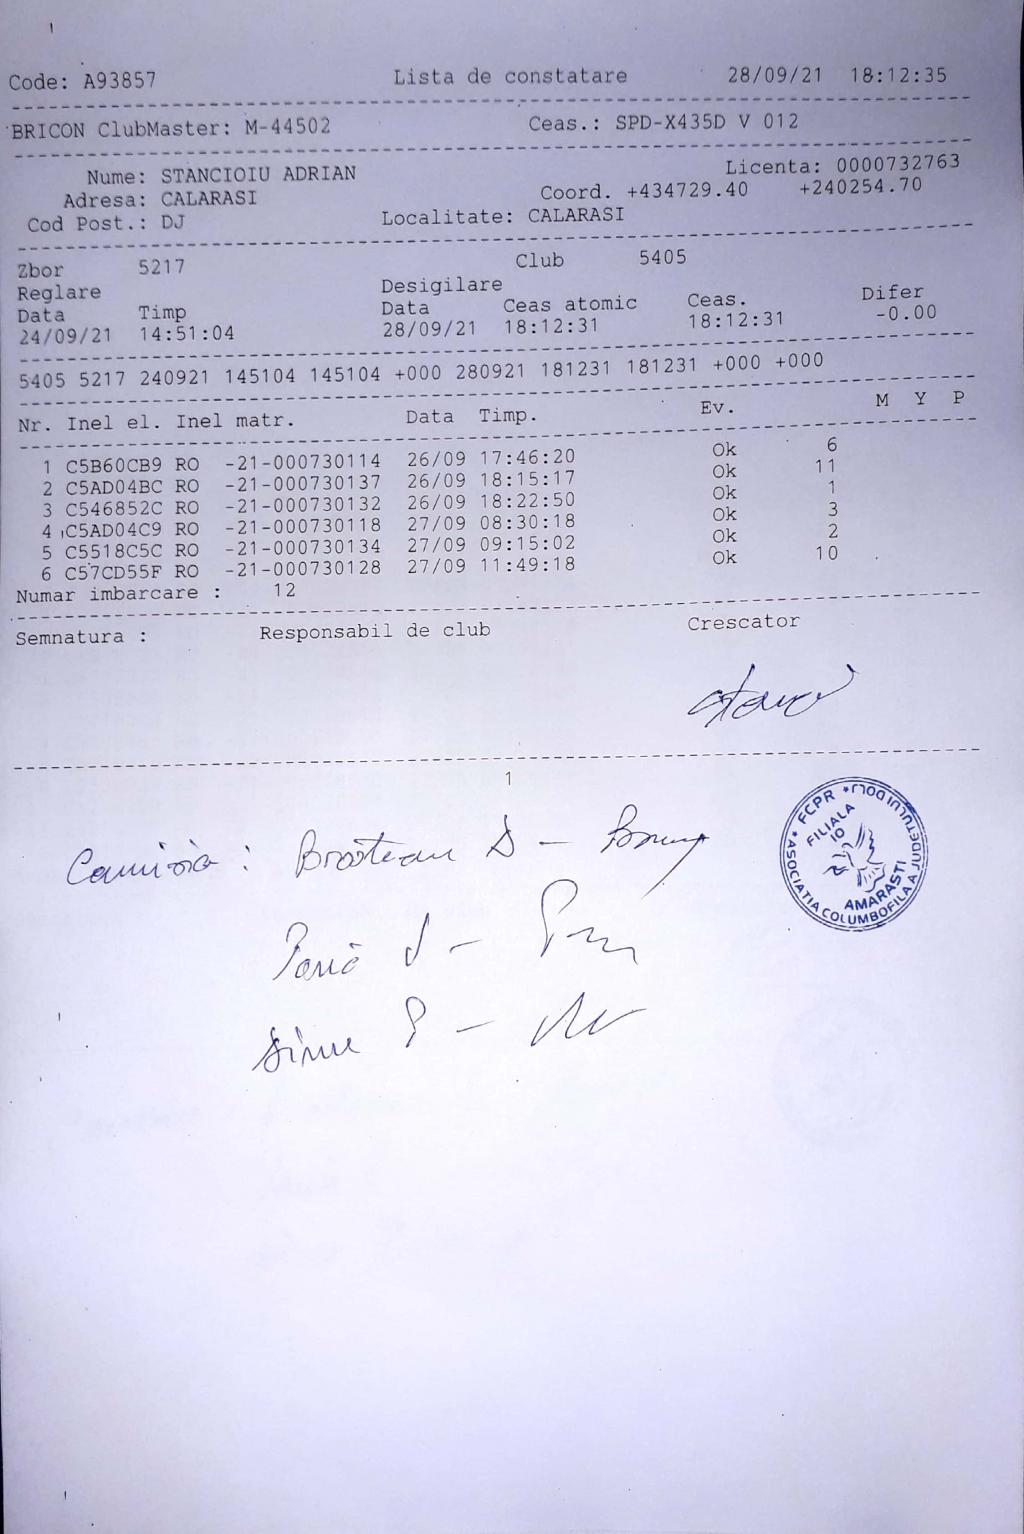 Code: A93857 Lista de constatare 28/09/21 18:12:35
BRICON ClubMaster: M-44502 Ceas.: SPD-X435D V 012
Nume: STANCIOIU ADRIAN Licenta: 0000732763
Adresa: CALARASI Coord. +434729.40 +240254.70
Cod Post.: DJ Localitate: CALARASI
Zbor 5217 Club 5405
Reglare Desigilare
Data Timp Data Ceas atomic Ceas. Difer
24/09/21 14:51:04 28/09/21 18:12:31 18:12:31 -0.00
5405 5217 240921 145104 145104 +000 280921 181231 181231 +000 +000
Nr. Inel el. Inel matr. Data Timp. Ev. M Y P
1 C5B60CB9 RO -21-000730114 26/09 17:46:20 Ok 6
2 C5AD04BC RO -21-000730137 26/09 18:15:17 Ok 11
3 C546852C RO -21-000730132 26/09 18:22:50 Ok 1
4 C5AD04C9 RO -21-000730118 27/09 08:30:18 Ok 3
5 C5518C5C RO -21-000730134 27/09 09:15:02 Ok 2
6 C57CD55F RO -21-000730128 27/09 11:49:18 Ok 10
Numar imbarcare : 12
Semnatura : Responsabil de club Crescator
1
*FCPR*
ASOCIATIA COLUMBOFILA A JUDETULUI DOLJ
FILIALA
10
AMARASTI
Comisia :